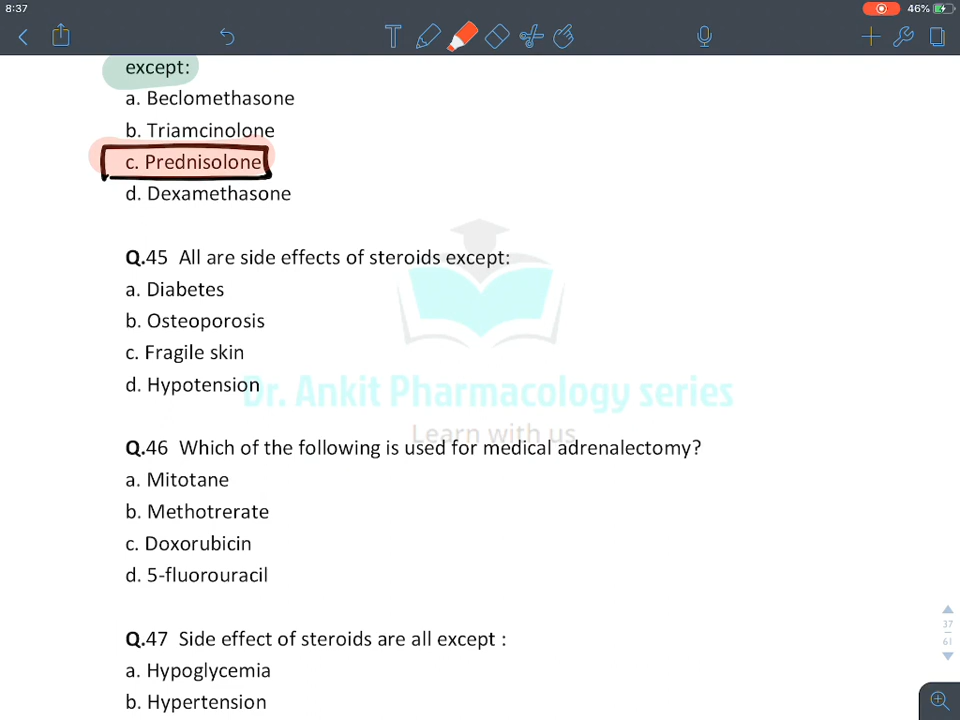 8:37
46%
except:
a. Beclomethasone
b. Triamcinolone
c. Prednisolone
d. Dexamethasone
Q.45 All are side effects of steroids except:
a. Diabetes
b. Osteoporosis
c. Fragile skin
d. Hypotension
Dr. Ankit Pharmacology series
Learn with us
Q.46 Which of the following is used for medical adrenalectomy?
a. Mitotane
b. Methotrerate
c. Doxorubicin
d. 5-fluorouracil
Q.47 Side effect of steroids are all except :
a. Hypoglycemia
b. Hypertension
37
61